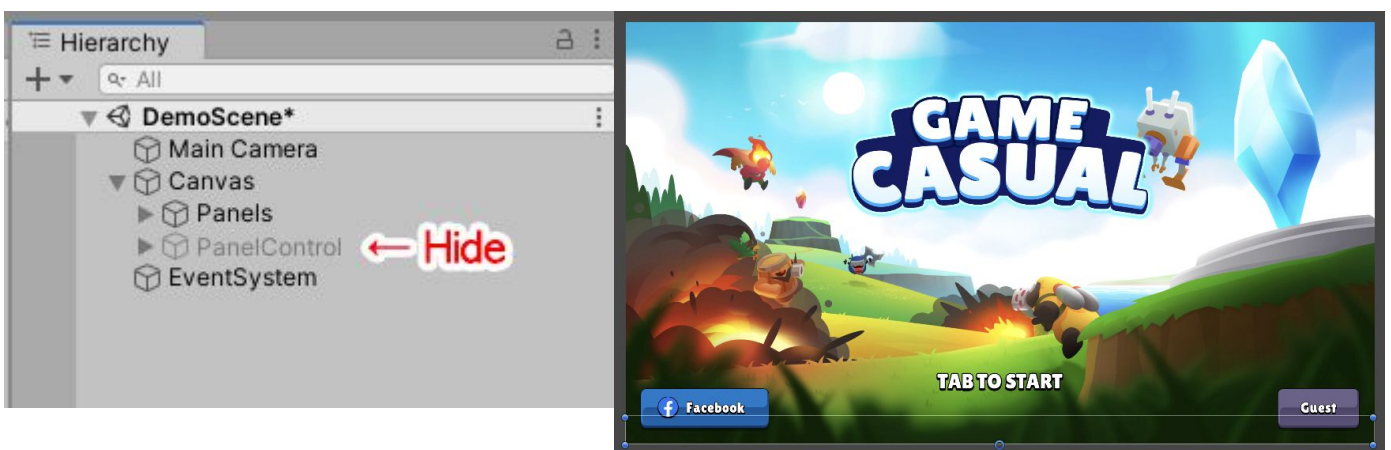 Hierarchy
All
DemoScene*
Main Camera
Canvas
Panels
PanelControl
← Hide
EventSystem
GAME
CASUAL
TAB TO START
Facebook
Guest